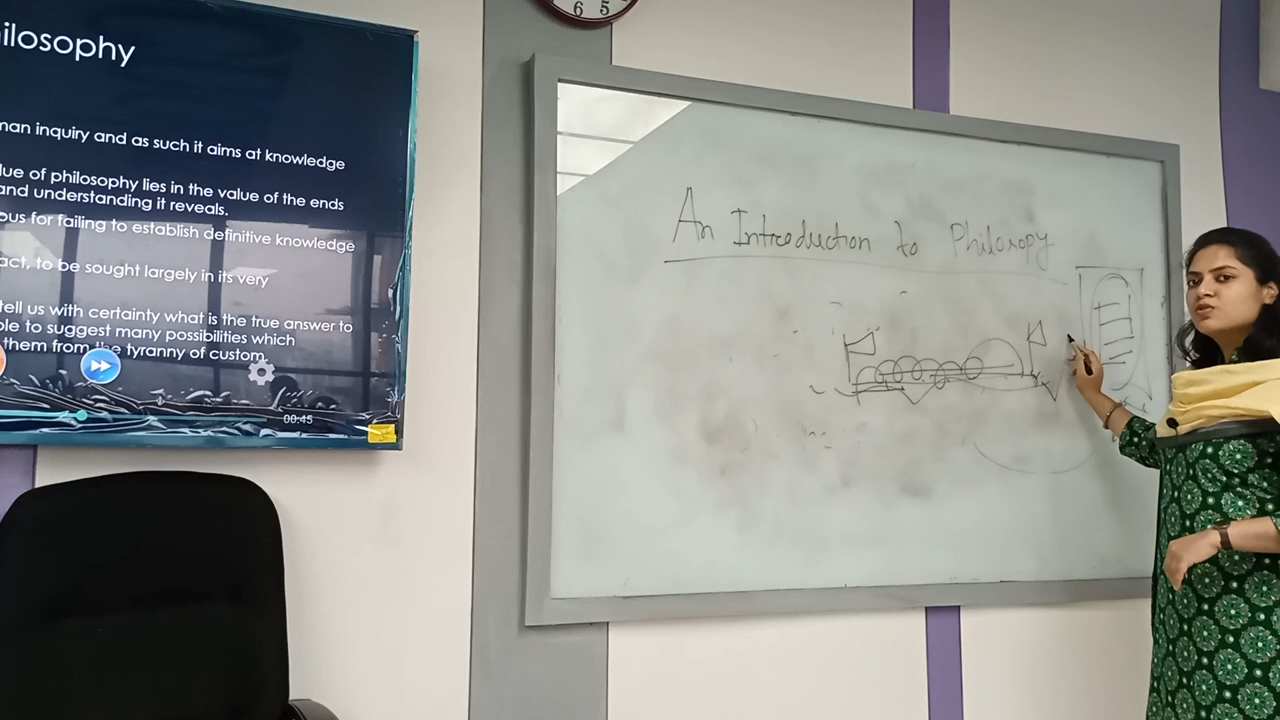 ilosophy
man inquiry and as such it aims at knowledge
lue of philosophy lies in the value of the ends
and understanding it reveals.
ous for failing to establish definitive knowledge
act, to be sought largely in its very
tell us with certainty what is the true answer to
ble to suggest many possibilities which
them from the tyranny of custom.
00:45
6 5
An Introduction to Philosopy